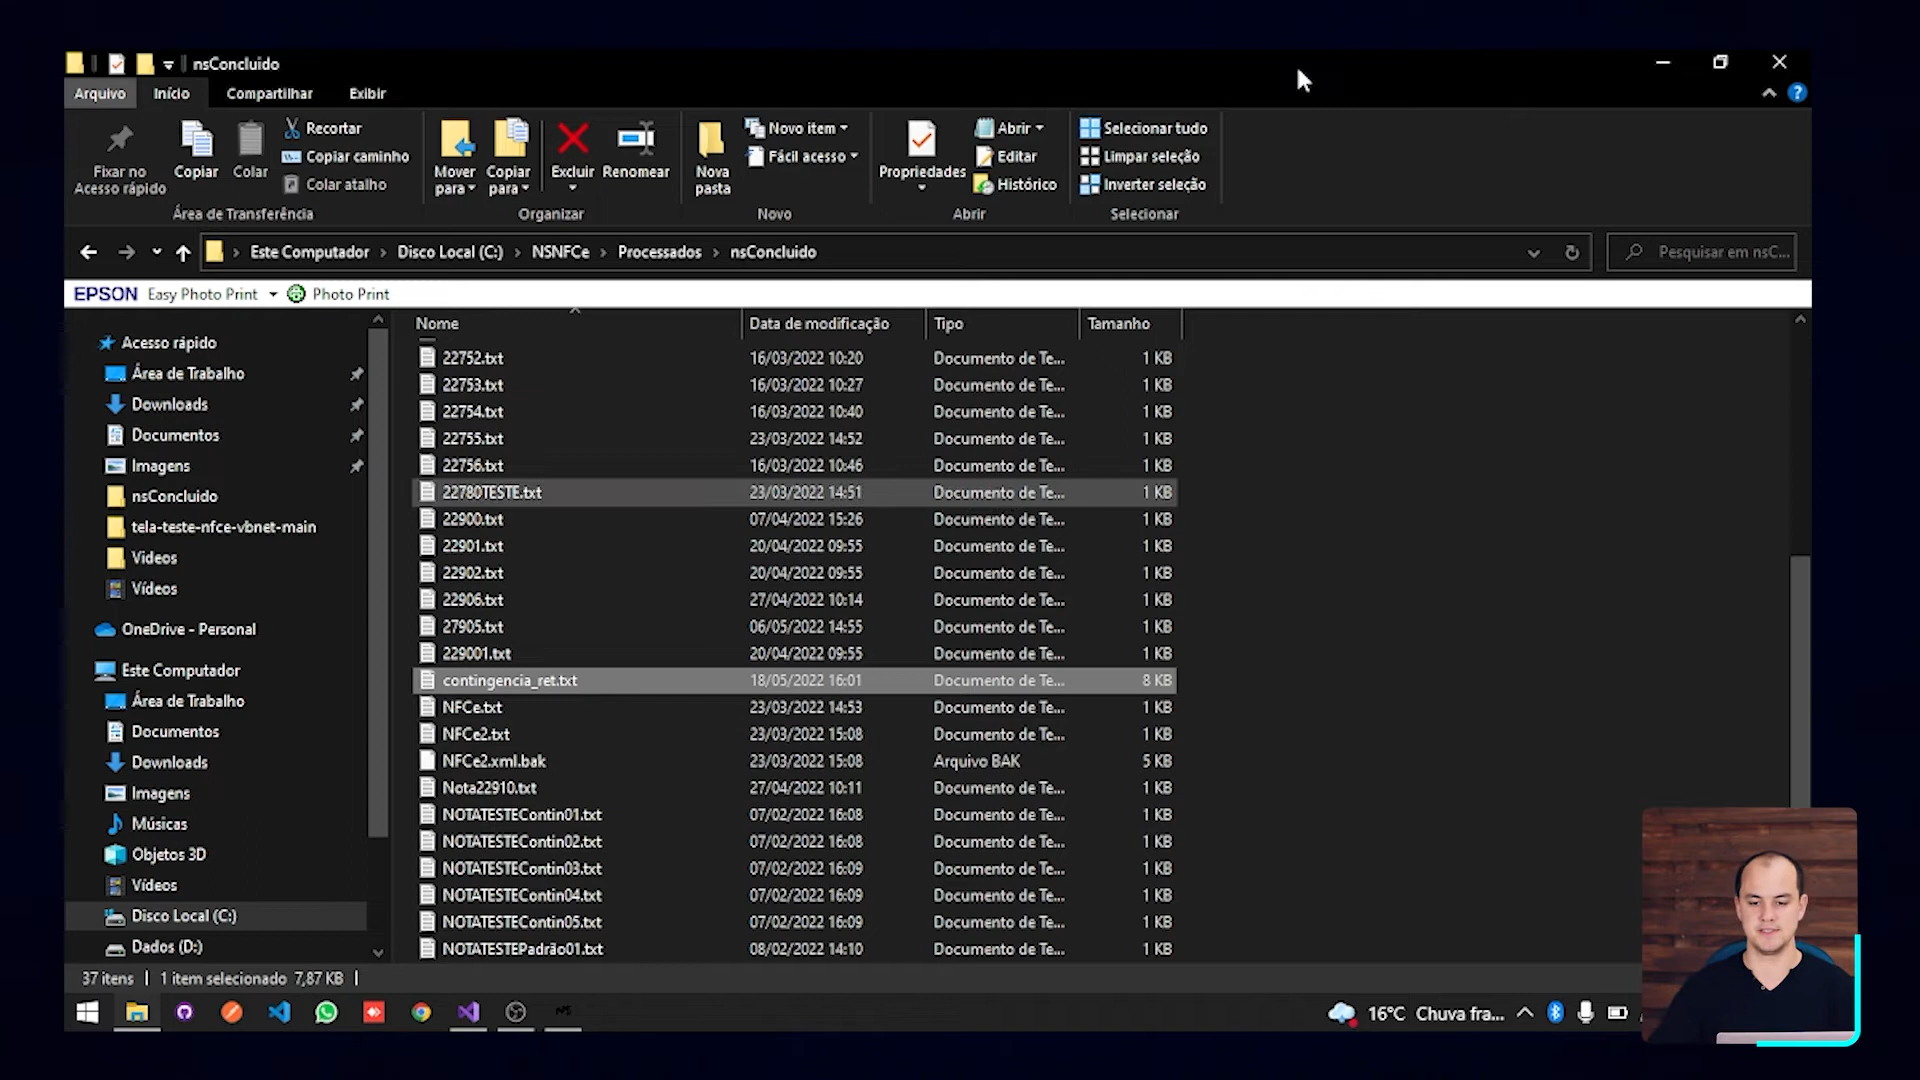 nsConcluido
Arquivo Início Compartilhar Exibir
Fixar no Acesso rápido
Copiar
Colar
Recortar
Copiar caminho
Colar atalho
Área de Transferência
Mover para
Copiar para
Excluir
Renomear
Organizar
Nova pasta
Novo item
Fácil acesso
Novo
Propriedades
Abrir
Editar
Histórico
Abrir
Selecionar tudo
Limpar seleção
Inverter seleção
Selecionar
Este Computador › Disco Local (C:) › NSNFCe › Processados › nsConcluido
Pesquisar em nsC...
EPSON Easy Photo Print Photo Print
Acesso rápido
Área de Trabalho
Downloads
Documentos
Imagens
nsConcluido
tela-teste-nfce-vbnet-main
Videos
Vídeos
OneDrive - Personal
Este Computador
Área de Trabalho
Documentos
Downloads
Imagens
Músicas
Objetos 3D
Vídeos
Disco Local (C:)
Dados (D:)
Nome Data de modificação Tipo Tamanho
22752.txt 16/03/2022 10:20 Documento de Te... 1 KB
22753.txt 16/03/2022 10:27 Documento de Te... 1 KB
22754.txt 16/03/2022 10:40 Documento de Te... 1 KB
22755.txt 23/03/2022 14:52 Documento de Te... 1 KB
22756.txt 16/03/2022 10:46 Documento de Te... 1 KB
22780TESTE.txt 23/03/2022 14:51 Documento de Te... 1 KB
22900.txt 07/04/2022 15:26 Documento de Te... 1 KB
22901.txt 20/04/2022 09:55 Documento de Te... 1 KB
22902.txt 20/04/2022 09:55 Documento de Te... 1 KB
22906.txt 27/04/2022 10:14 Documento de Te... 1 KB
27905.txt 06/05/2022 14:55 Documento de Te... 1 KB
229001.txt 20/04/2022 09:55 Documento de Te... 1 KB
contingencia_ret.txt 18/05/2022 16:01 Documento de Te... 8 KB
NFCe.txt 23/03/2022 14:53 Documento de Te... 1 KB
NFCe2.txt 23/03/2022 15:08 Documento de Te... 1 KB
NFCe2.xml.bak 23/03/2022 15:08 Arquivo BAK 5 KB
Nota22910.txt 27/04/2022 10:11 Documento de Te... 1 KB
NOTATESTEContin01.txt 07/02/2022 16:08 Documento de Te... 1 KB
NOTATESTEContin02.txt 07/02/2022 16:08 Documento de Te... 1 KB
NOTATESTEContin03.txt 07/02/2022 16:09 Documento de Te... 1 KB
NOTATESTEContin04.txt 07/02/2022 16:09 Documento de Te... 1 KB
NOTATESTEContin05.txt 07/02/2022 16:09 Documento de Te... 1 KB
NOTATESTEPadrão01.txt 08/02/2022 14:10 Documento de Te... 1 KB
37 itens 1 item selecionado 7,87 KB
16°C Chuva fra...